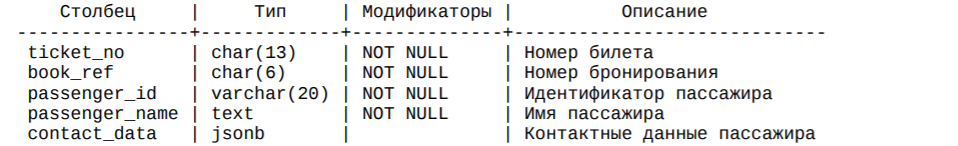 Столбец | Тип | Модификаторы | Описание
----------------+-------------+--------------+-----------------------------
ticket_no | char(13) | NOT NULL | Номер билета
book_ref | char(6) | NOT NULL | Номер бронирования
passenger_id | varchar(20) | NOT NULL | Идентификатор пассажира
passenger_name | text | NOT NULL | Имя пассажира
contact_data | jsonb | | Контактные данные пассажира